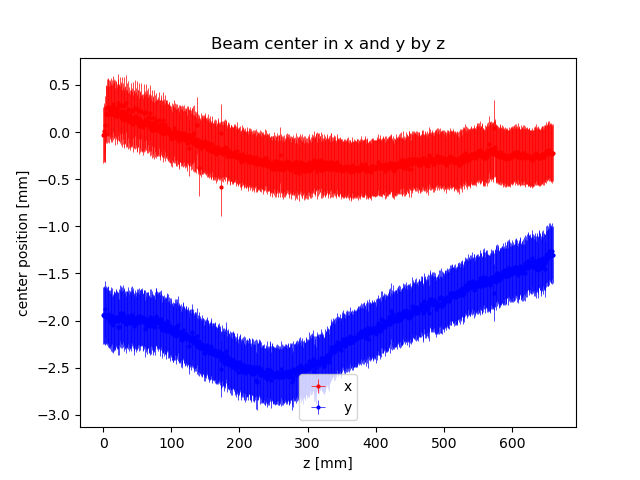 Beam center in x and y by z
center position [mm]
0.5
0.0
−0.5
−1.0
−1.5
−2.0
−2.5
−3.0
x
y
0 100 200 300 400 500 600
z [mm]